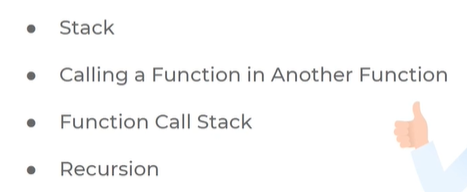 • Stack
• Calling a Function in Another Function
• Function Call Stack
• Recursion